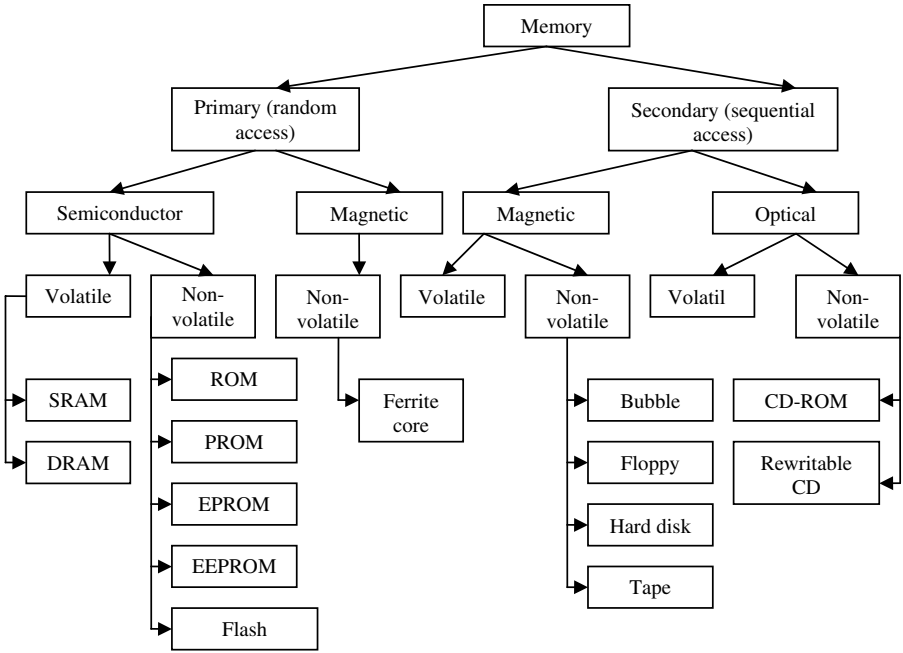 Memory
Primary (random
access)
Secondary (sequential
access)
Semiconductor
Magnetic
Magnetic
Optical
Volatile
Non-
volatile
Non-
volatile
Volatile
Non-
volatile
Volatil
Non-
volatile
SRAM
DRAM
ROM
PROM
EPROM
EEPROM
Flash
Ferrite
core
Bubble
Floppy
Hard disk
Tape
CD-ROM
Rewritable
CD